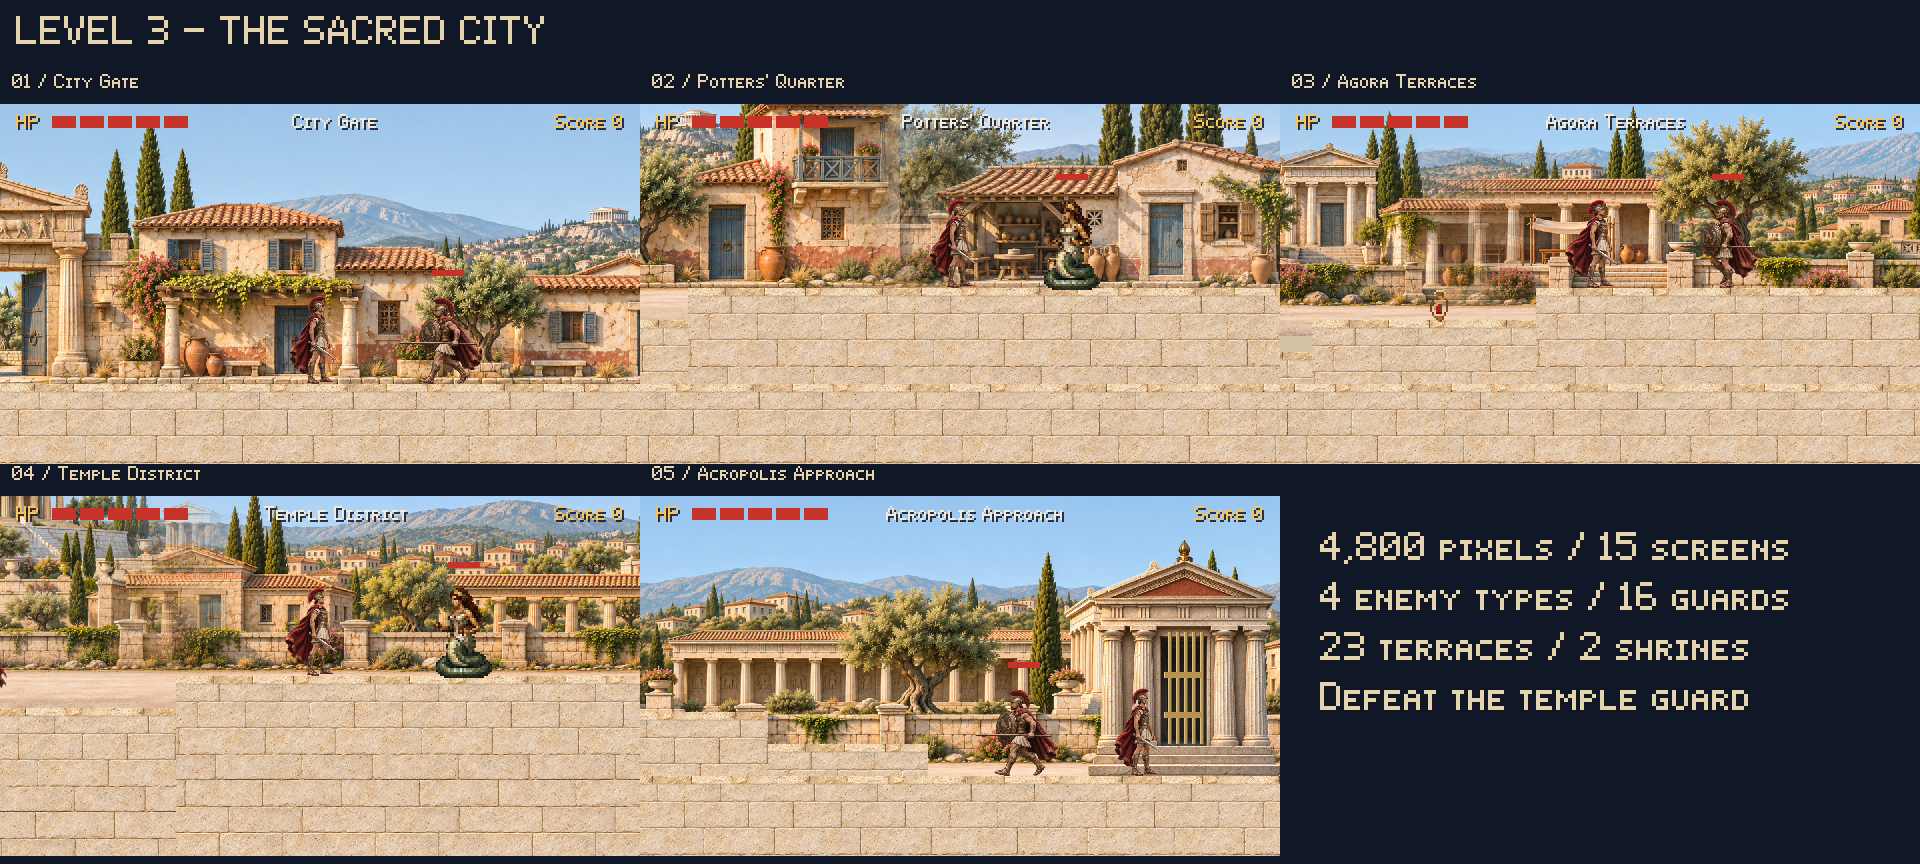 LEVEL 3 – THE SACRED CITY
01 / City Gate
02 / Potters' Quarter
03 / Agora Terraces
HP City Gate Score 0
HP Potters' Quarter Score 0
HP Agora Terraces Score 0
04 / Temple District
05 / Acropolis Approach
HP Temple District Score 0
HP Acropolis Approach Score 0
4,800 pixels / 15 screens
4 enemy types / 16 guards
23 terraces / 2 shrines
Defeat the temple guard